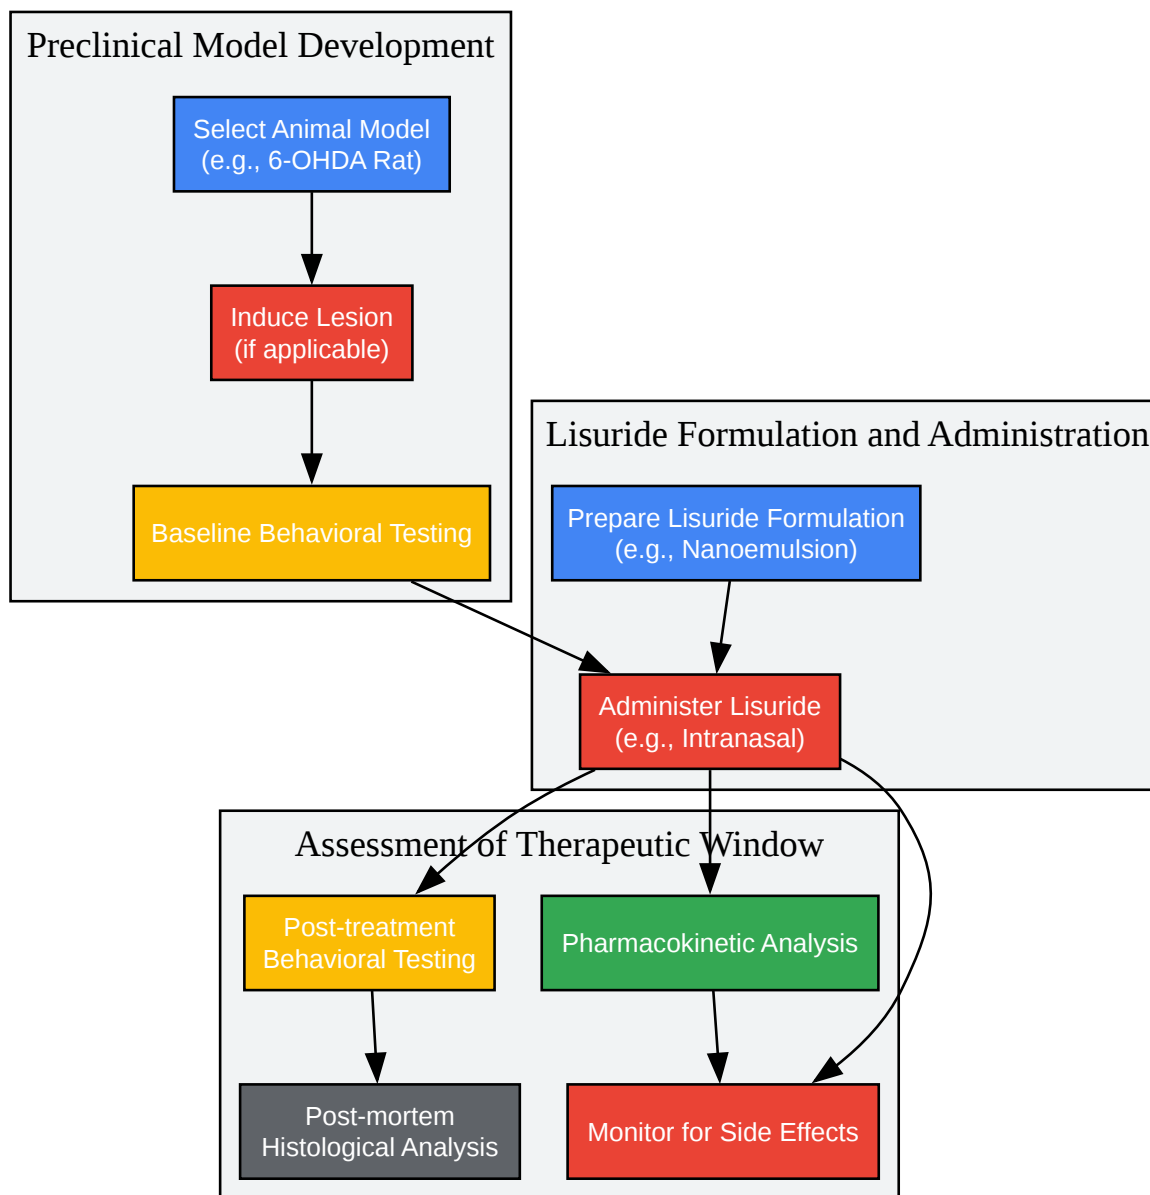 Preclinical Model Development
Select Animal Model
(e.g., 6-OHDA Rat)
Induce Lesion
(if applicable)
Baseline Behavioral Testing
Lisuride Formulation and Administration
Prepare Lisuride Formulation
(e.g., Nanoemulsion)
Administer Lisuride
(e.g., Intranasal)
Assessment of Therapeutic Window
Post-treatment
Behavioral Testing
Pharmacokinetic Analysis
Post-mortem
Histological Analysis
Monitor for Side Effects